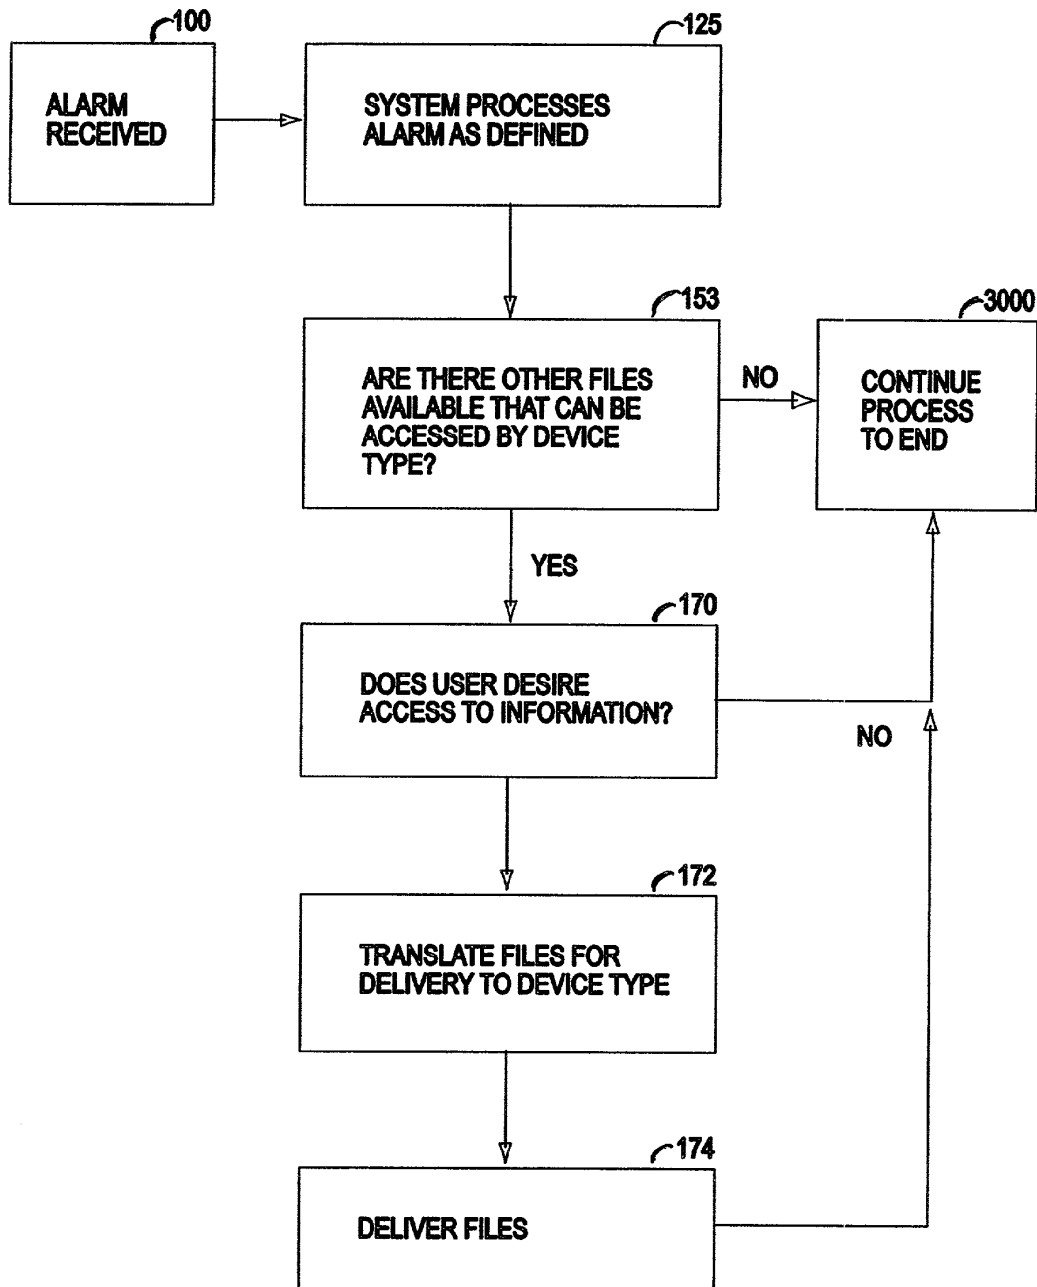 100
ALARM
RECEIVED
125
SYSTEM PROCESSES
ALARM AS DEFINED
153
ARE THERE OTHER FILES
AVAILABLE THAT CAN BE
ACCESSED BY DEVICE
TYPE?
NO
3000
CONTINUE
PROCESS
TO END
YES
170
DOES USER DESIRE
ACCESS TO INFORMATION?
NO
172
TRANSLATE FILES FOR
DELIVERY TO DEVICE TYPE
174
DELIVER FILES